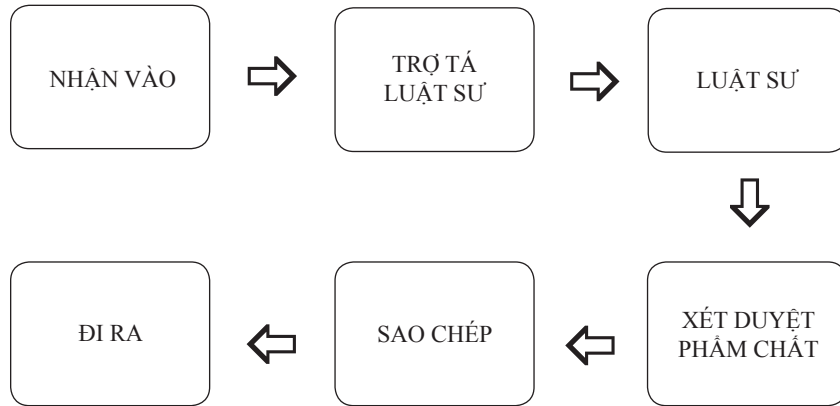 NHẬN VÀO
TRỢ TÁ
LUẬT SƯ
LUẬT SƯ
XÉT DUYỆT
PHẨM CHẤT
SAO CHÉP
ĐI RA